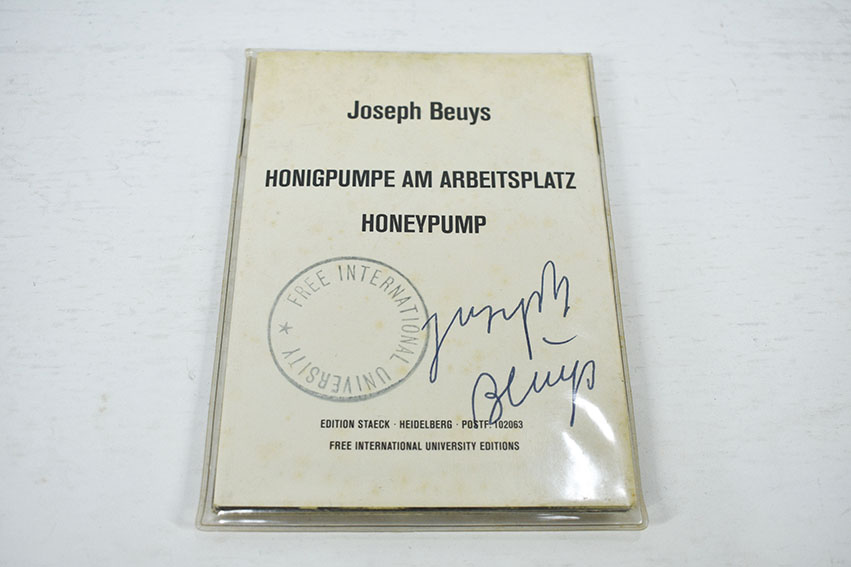 Joseph Beuys
HONIGPUMPE AM ARBEITSPLATZ
HONEYPUMP
FREE INTERNATIONAL UNIVERSITY ★
Joseph
Beuys
EDITION STAECK · HEIDELBERG · POSTF. 102063
FREE INTERNATIONAL UNIVERSITY EDITIONS